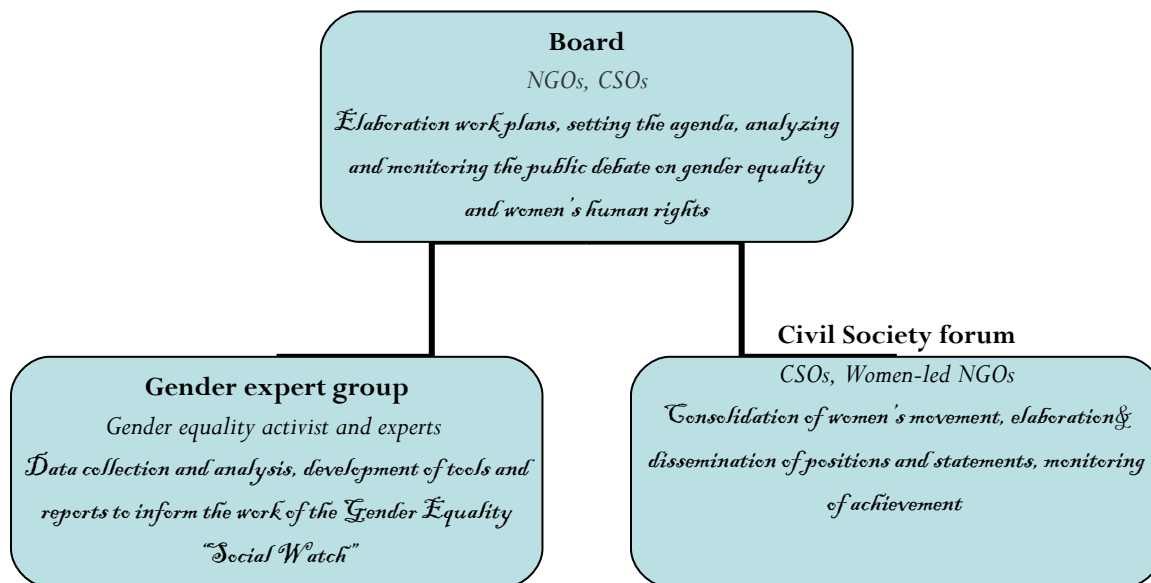 Board
NGOs, CSOs
Elaboration work plans, setting the agenda, analyzing
and monitoring the public debate on gender equality
and women's human rights
Gender expert group
Gender equality activist and experts
Data collection and analysis, development of tools and
reports to inform the work of the Gender Equality
"Social Watch"
Civil Society forum
CSOs, Women-led NGOs
Consolidation of women's movement, elaboration&
dissemination of positions and statements, monitoring
of achievement